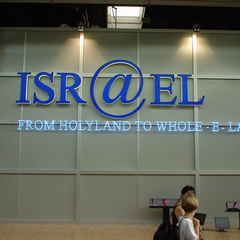 ISR@EL
FROM HOLYLAND TO WHOLE-E-LA